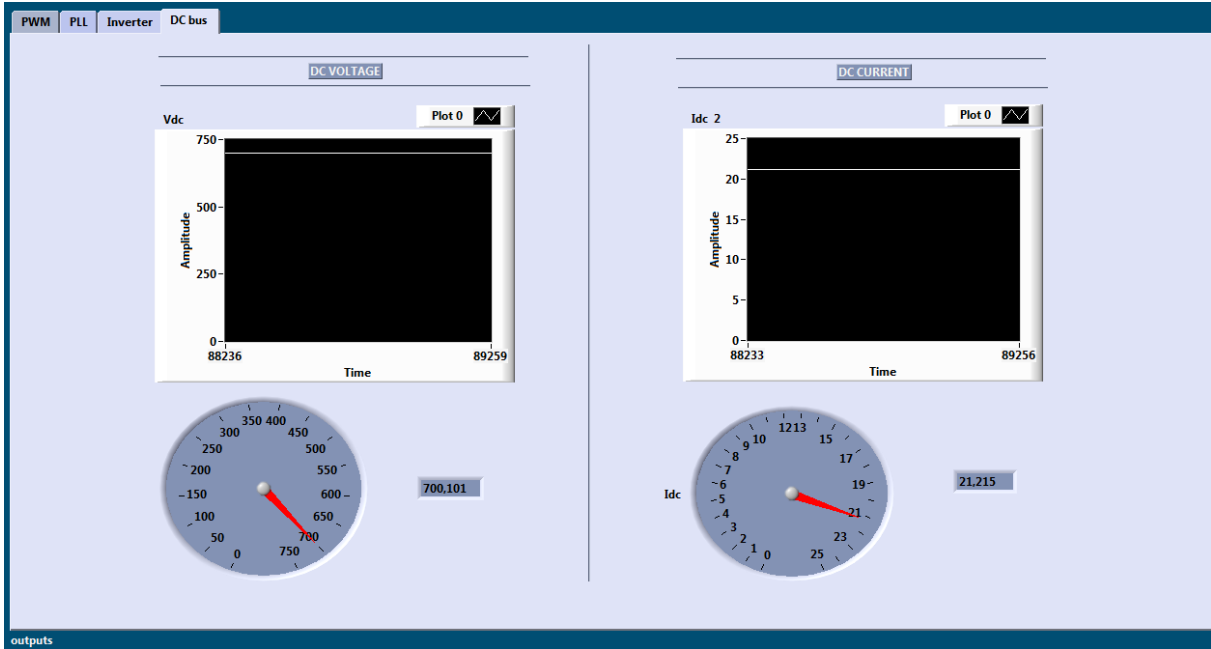 PWM PLL Inverter DC bus
DC VOLTAGE
Vdc
Plot 0
750
500
250
0
Amplitude
88236 89259
Time
0 50 100 150 200 250 300 350 400 450 500 550 600 650 700 750
700,101
DC CURRENT
Idc 2
Plot 0
25
20
15
10
5
0
Amplitude
88233 89256
Time
Idc
0 1 2 3 4 5 6 7 8 9 10 12 13 15 17 19 21 23 25
21,215
outputs